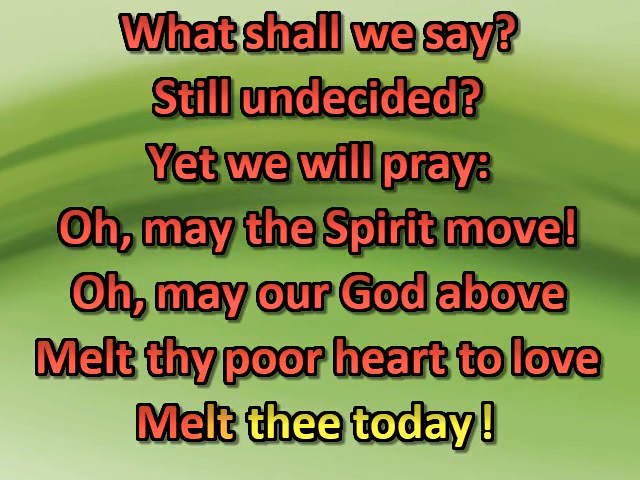 What shall we say?
Still undecided?
Yet we will pray:
Oh, may the Spirit move!
Oh, may our God above
Melt thy poor heart to love
Melt thee today !